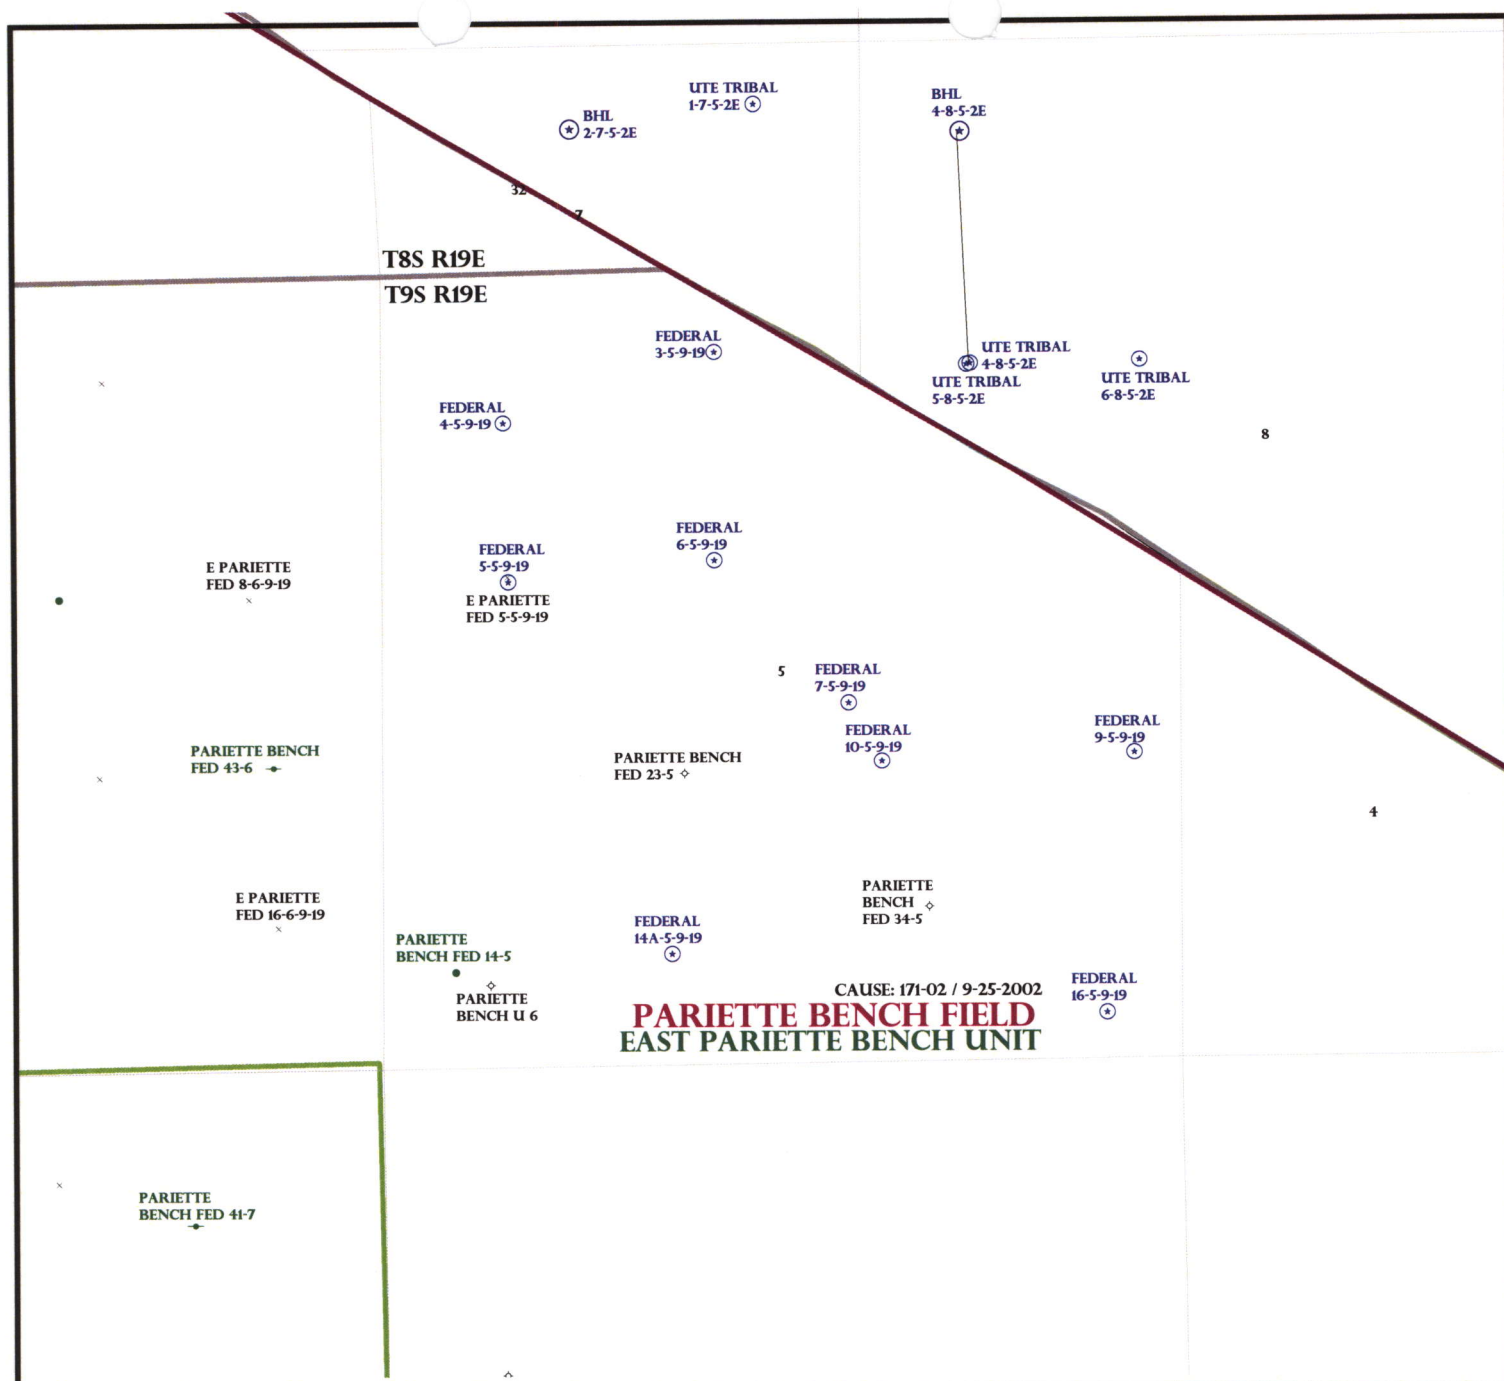 UTE TRIBAL
1-7-5-2E
BHL
4-8-5-2E
BHL
2-7-5-2E
32
7
T8S R19E
T9S R19E
FEDERAL
3-5-9-19
UTE TRIBAL
4-8-5-2E
UTE TRIBAL
5-8-5-2E
UTE TRIBAL
6-8-5-2E
FEDERAL
4-5-9-19
8
FEDERAL
6-5-9-19
FEDERAL
5-5-9-19
E PARIETTE
FED 8-6-9-19
E PARIETTE
FED 5-5-9-19
5
FEDERAL
7-5-9-19
FEDERAL
10-5-9-19
FEDERAL
9-5-9-19
PARIETTE BENCH
FED 43-6
PARIETTE BENCH
FED 23-5
4
PARIETTE
BENCH
FED 34-5
E PARIETTE
FED 16-6-9-19
FEDERAL
14A-5-9-19
PARIETTE
BENCH FED 14-5
PARIETTE
BENCH U 6
FEDERAL
16-5-9-19
CAUSE: 171-02 / 9-25-2002
PARIETTE BENCH FIELD
EAST PARIETTE BENCH UNIT
PARIETTE
BENCH FED 41-7